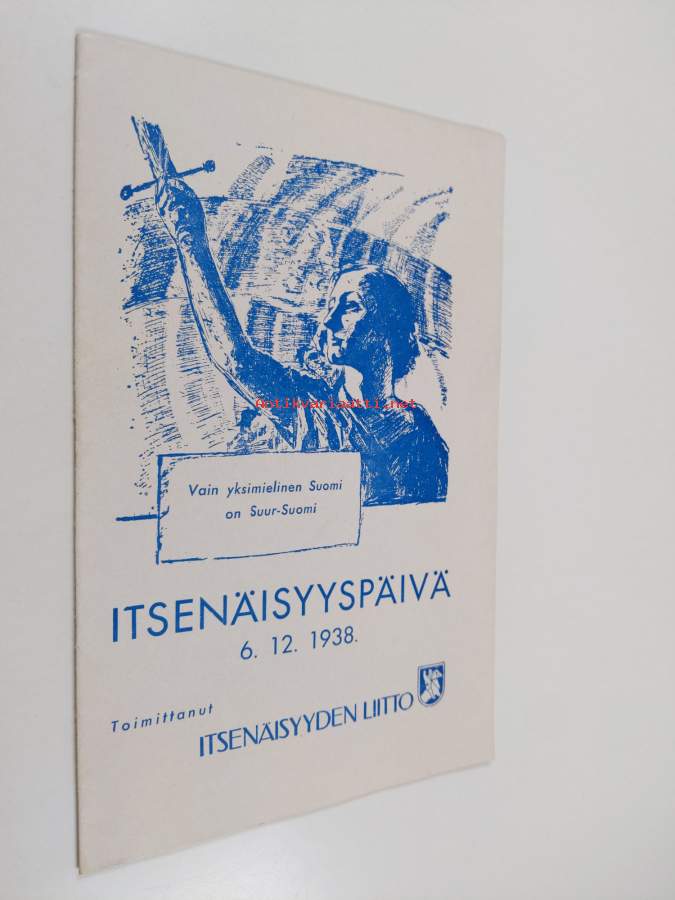 Antikvariaatti.net
Vain yksimielinen Suomi
on Suur-Suomi
ITSENÄISYYSPÄIVÄ
6. 12. 1938.
Toimittanut
ITSENÄISYYDEN LIITTO